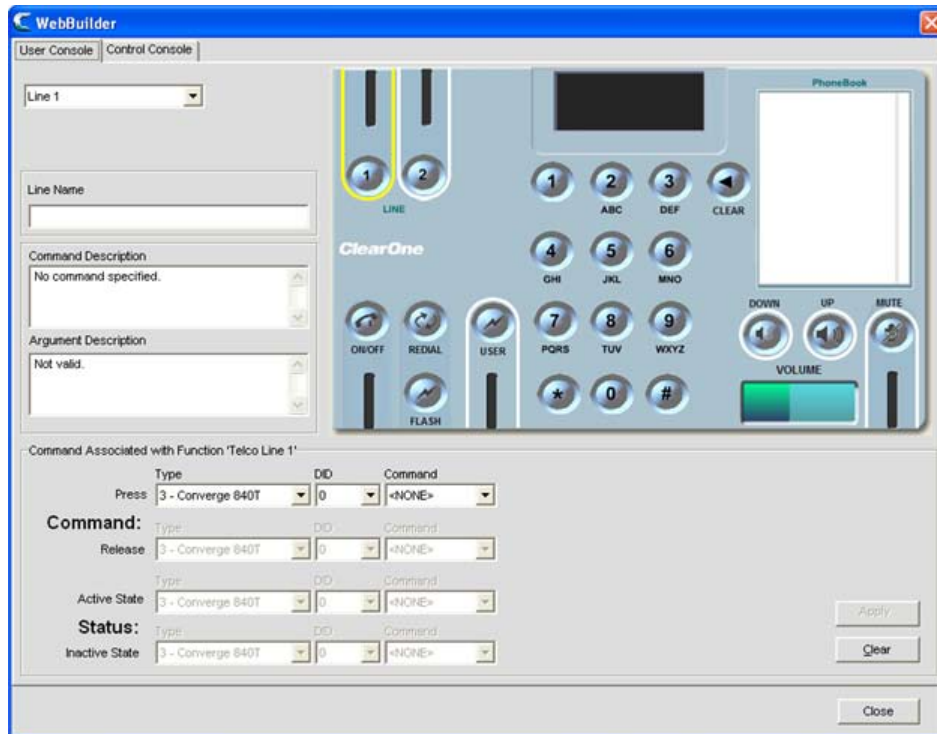 WebBuilder
User Console
Control Console
Line 1
Line Name
Command Description
No command specified.
Argument Description
Not valid.
PhoneBook
1
2
LINE
ClearOne
1
2
ABC
3
DEF
CLEAR
4
GHI
5
JKL
6
MNO
7
PQRS
8
TUV
9
WXYZ
*
0
#
ON/OFF
REDIAL
USER
FLASH
DOWN
UP
MUTE
VOLUME
Command Associated with Function 'Telco Line 1'
Type DID Command
Press 3 - Converge 840T 0 <NONE>
Command:
Type DID Command
Release 3 - Converge 840T 0 <NONE>
Type DID Command
Active State 3 - Converge 840T 0 <NONE>
Status:
Type DID Command
Inactive State 3 - Converge 840T 0 <NONE>
Apply
Clear
Close